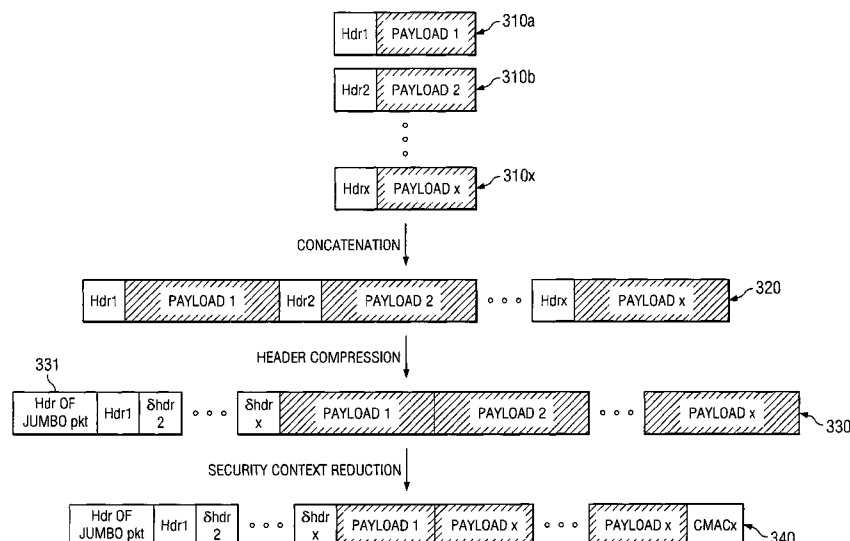 Hdr1 PAYLOAD 1 310a
Hdr2 PAYLOAD 2 310b
Hdrx PAYLOAD x 310x
CONCATENATION
Hdr1 PAYLOAD 1 Hdr2 PAYLOAD 2 Hdrx PAYLOAD x 320
HEADER COMPRESSION
331
Hdr OF JUMBO pkt Hdr1 δhdr 2 δhdr x PAYLOAD 1 PAYLOAD 2 PAYLOAD x 330
SECURITY CONTEXT REDUCTION
Hdr OF JUMBO pkt Hdr1 δhdr 2 δhdr x PAYLOAD 1 PAYLOAD x PAYLOAD x CMACx 340